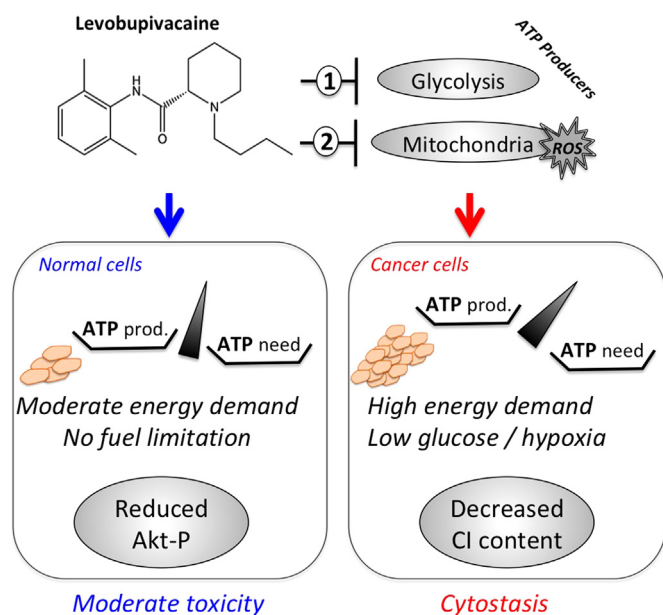 Levobupivacaine
H
N
O
N
1
Glycolysis
ATP Producers
2
Mitochondria
ROS
Normal cells
ATP prod.
ATP need
Moderate energy demand
No fuel limitation
Reduced
Akt-P
Moderate toxicity
Cancer cells
ATP prod.
ATP need
High energy demand
Low glucose / hypoxia
Decreased
CI content
Cytostasis